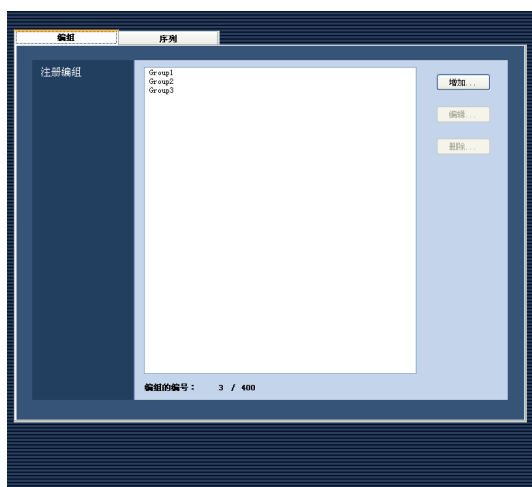 编组 序列
注册编组
Group1
Group2
Group3
增加...
编辑...
删除...
编组的编号： 3 / 400